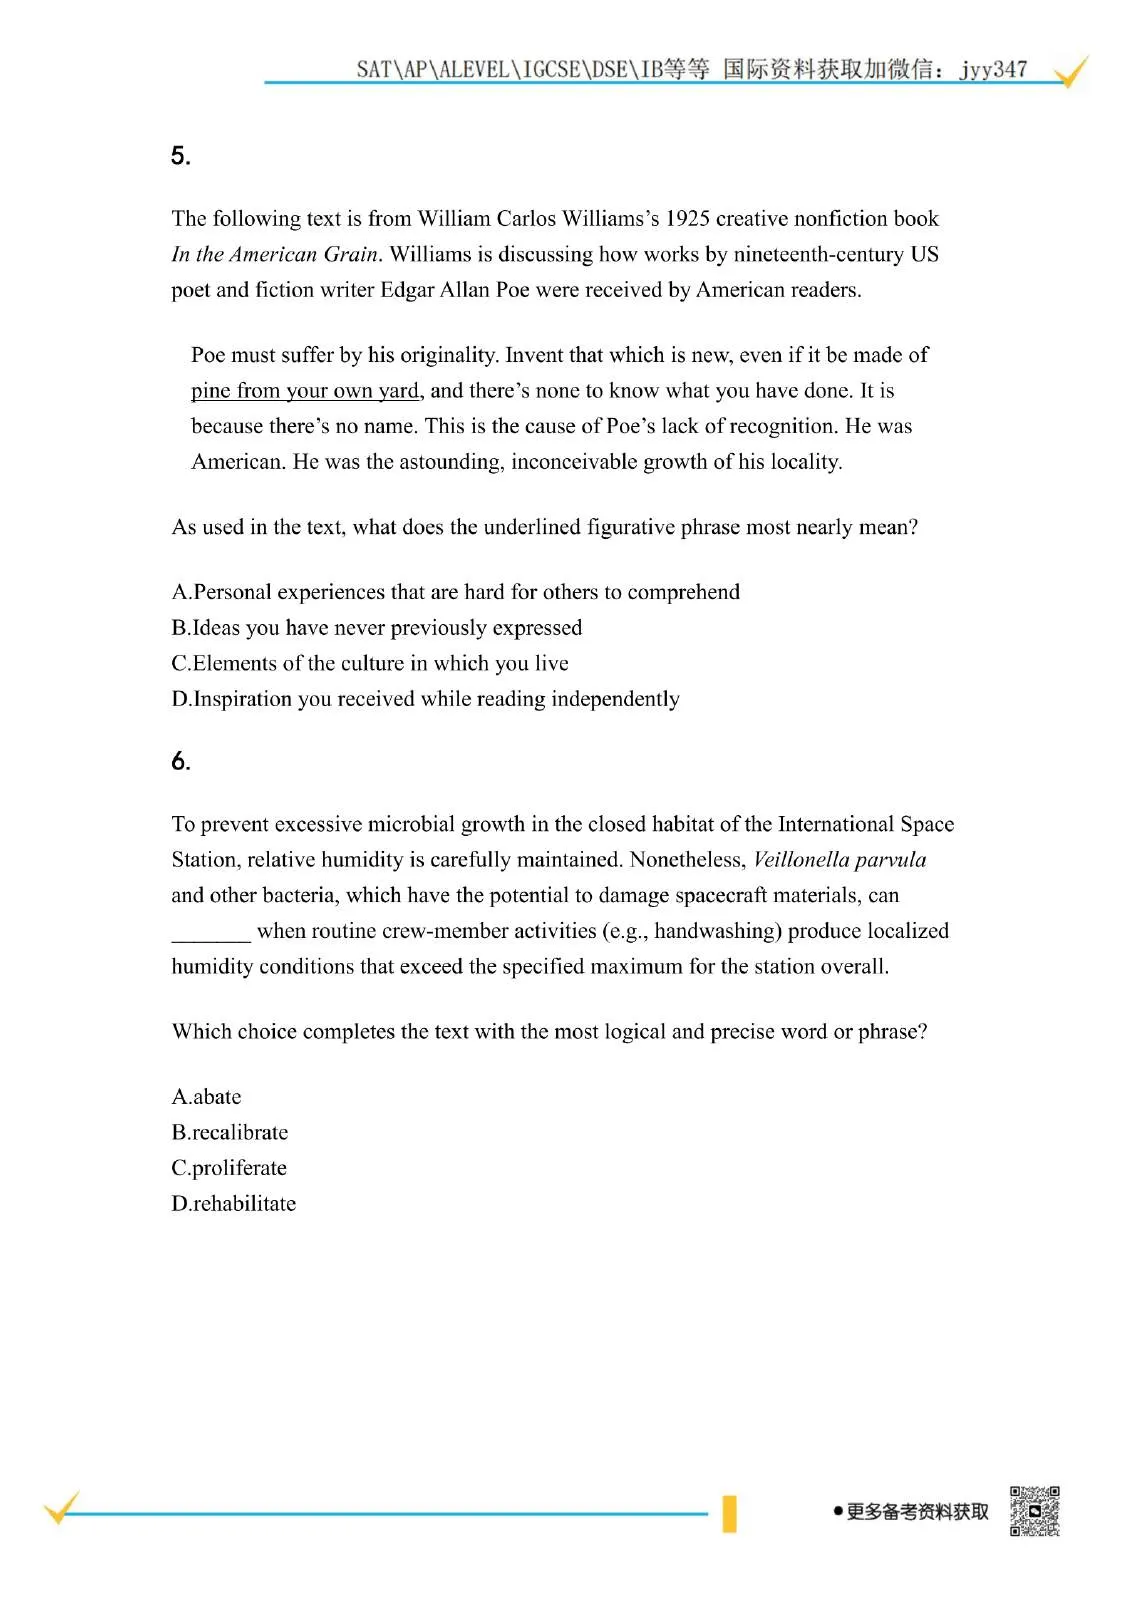 SAT\AP\ALEVEL\IGCSE\DSE\IB等等 国际资料获取加微信：jyy347
5.
The following text is from William Carlos Williams’s 1925 creative nonfiction book
In the American Grain. Williams is discussing how works by nineteenth-century US
poet and fiction writer Edgar Allan Poe were received by American readers.
Poe must suffer by his originality. Invent that which is new, even if it be made of
pine from your own yard, and there’s none to know what you have done. It is
because there’s no name. This is the cause of Poe’s lack of recognition. He was
American. He was the astounding, inconceivable growth of his locality.
As used in the text, what does the underlined figurative phrase most nearly mean?
A.Personal experiences that are hard for others to comprehend
B.Ideas you have never previously expressed
C.Elements of the culture in which you live
D.Inspiration you received while reading independently
6.
To prevent excessive microbial growth in the closed habitat of the International Space
Station, relative humidity is carefully maintained. Nonetheless, Veillonella parvula
and other bacteria, which have the potential to damage spacecraft materials, can
_______ when routine crew-member activities (e.g., handwashing) produce localized
humidity conditions that exceed the specified maximum for the station overall.
Which choice completes the text with the most logical and precise word or phrase?
A.abate
B.recalibrate
C.proliferate
D.rehabilitate
●更多备考资料获取